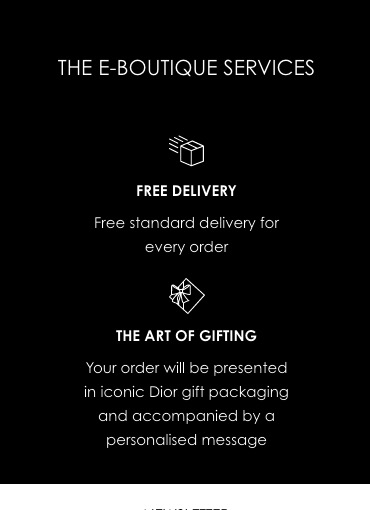 THE E-BOUTIQUE SERVICES
FREE DELIVERY
Free standard delivery for
every order
THE ART OF GIFTING
Your order will be presented
in iconic Dior gift packaging
and accompanied by a
personalised message